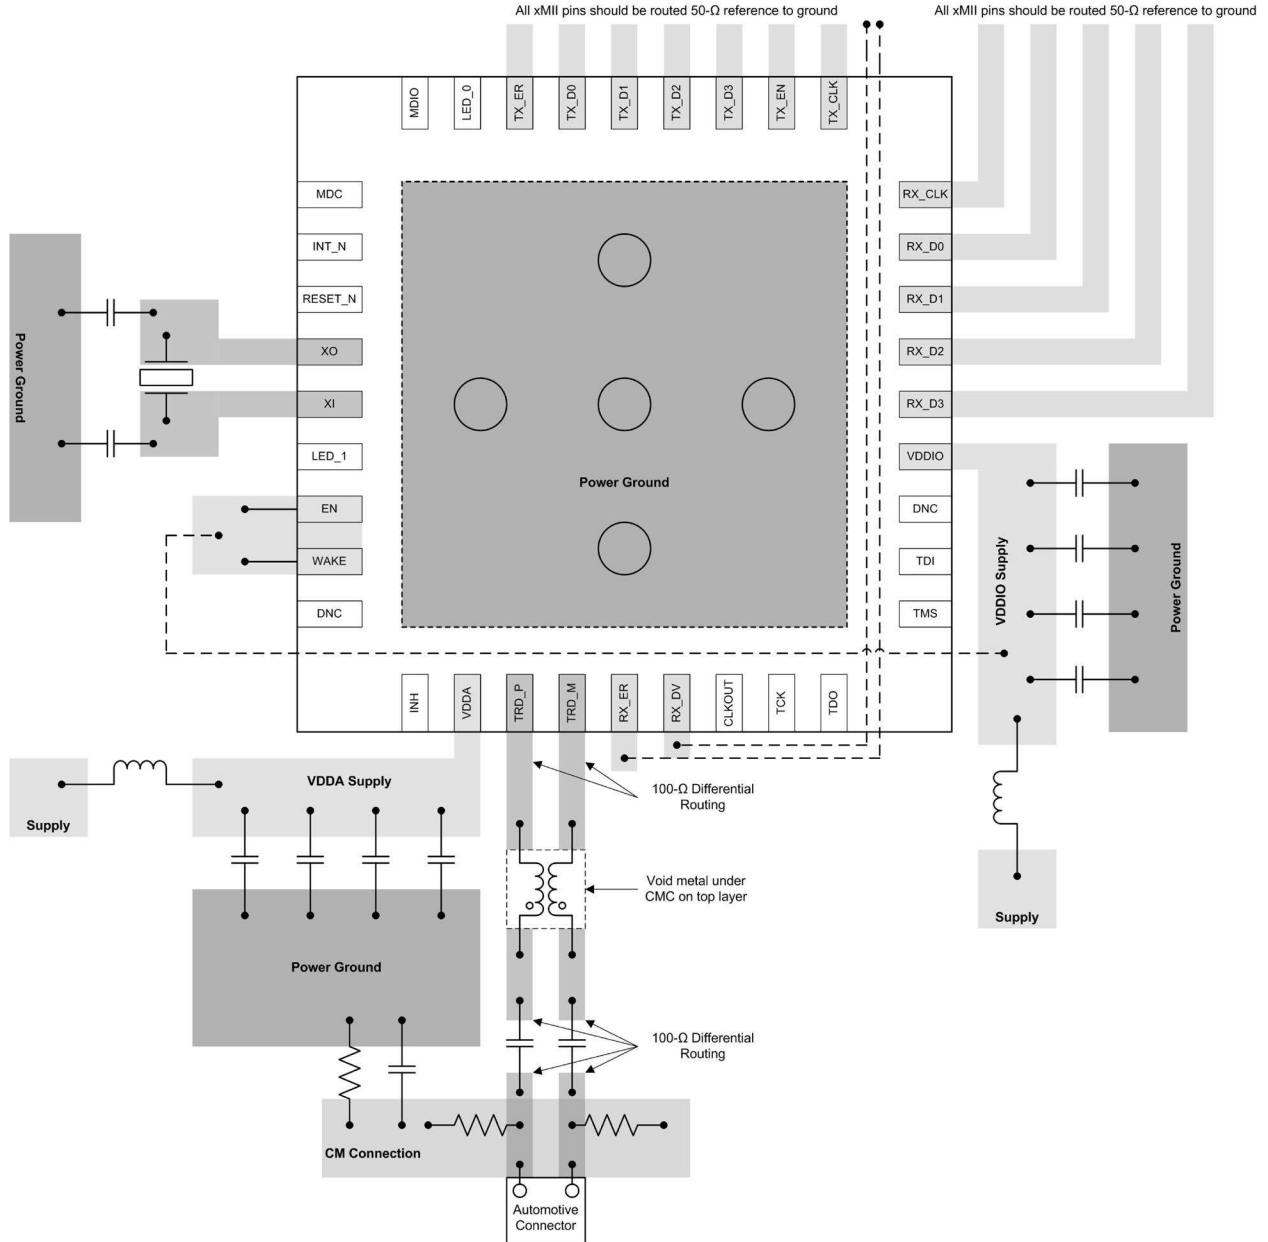 All xMII pins should be routed 50-Ω reference to ground
All xMII pins should be routed 50-Ω reference to ground
MDIO
LED_0
TX_ER
TX_D0
TX_D1
TX_D2
TX_D3
TX_EN
TX_CLK
MDC
INT_N
RESET_N
XO
XI
LED_1
EN
WAKE
DNC
RX_CLK
RX_D0
RX_D1
RX_D2
RX_D3
VDDIO
DNC
TDI
TMS
Power Ground
Power Ground
VDDIO Supply
Power Ground
INH
VDDA
TRD_P
TRD_M
RX_ER
RX_DV
CLKOUT
TCK
TDO
VDDA Supply
Supply
100-Ω Differential
Routing
Void metal under
CMC on top layer
Supply
Power Ground
100-Ω Differential
Routing
CM Connection
Automotive
Connector